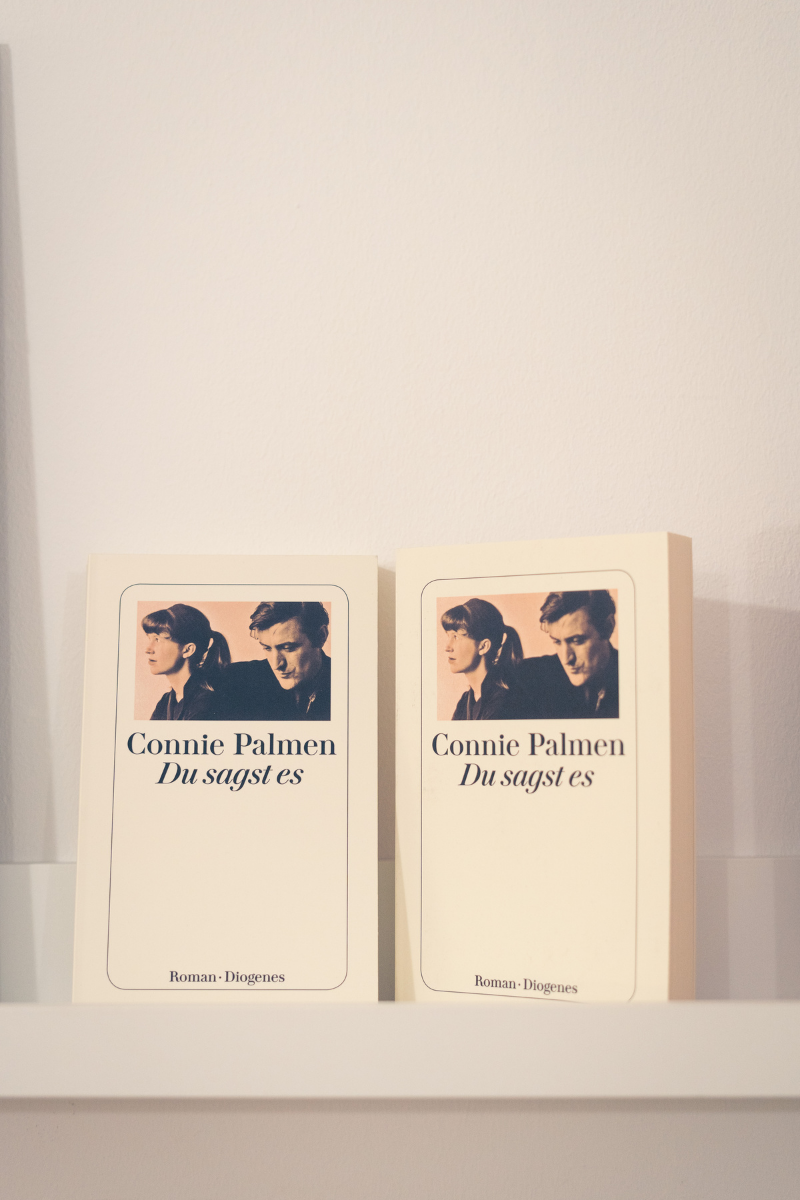 Connie Palmen
Du sagst es
Roman · Diogenes
Connie Palmen
Du sagst es
Roman · Diogenes